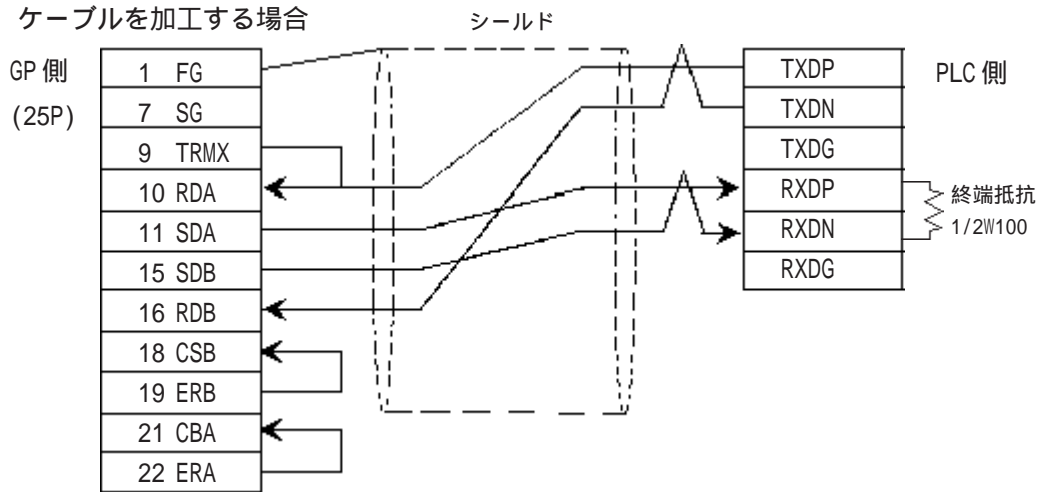 ケーブルを加工する場合
シールド
GP 側
(25P)
1 FG
7 SG
9 TRMX
10 RDA
11 SDA
15 SDB
16 RDB
18 CSB
19 ERB
21 CBA
22 ERA
TXDP
TXDN
TXDG
RXDP
RXDN
RXDG
PLC 側
終端抵抗
1/2W100